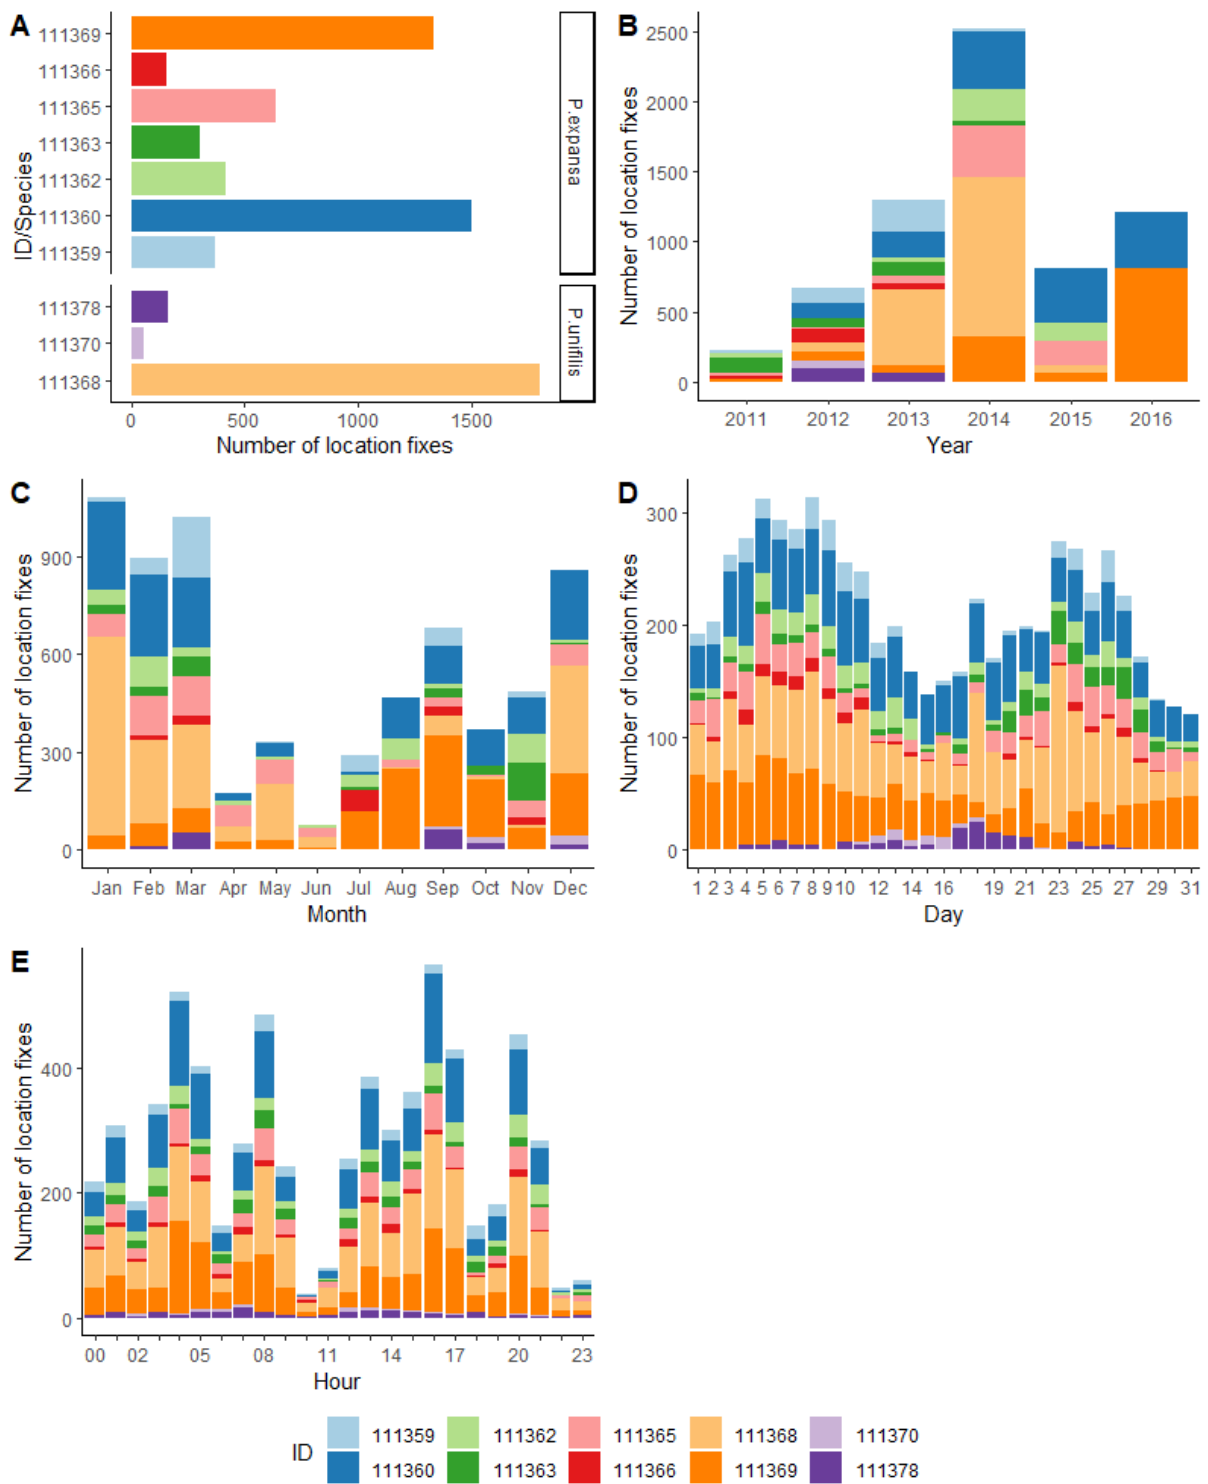 A
ID/Species
111369
111366
111365
111363
111362
111360
111359
111378
111370
111368
P.expansa
P.unifilis
0 500 1000 1500
Number of location fixes
B
Number of location fixes
2500
2000
1500
1000
500
0
2011 2012 2013 2014 2015 2016
Year
C
Number of location fixes
900
600
300
0
Jan Feb Mar Apr May Jun Jul Aug Sep Oct Nov Dec
Month
D
Number of location fixes
300
200
100
0
1 2 3 4 5 6 7 8 9 10 12 14 16 19 21 23 25 27 29 31
Day
E
Number of location fixes
400
200
0
00 02 05 08 11 14 17 20 23
Hour
ID
111359 111362 111365 111368 111370
111360 111363 111366 111369 111378